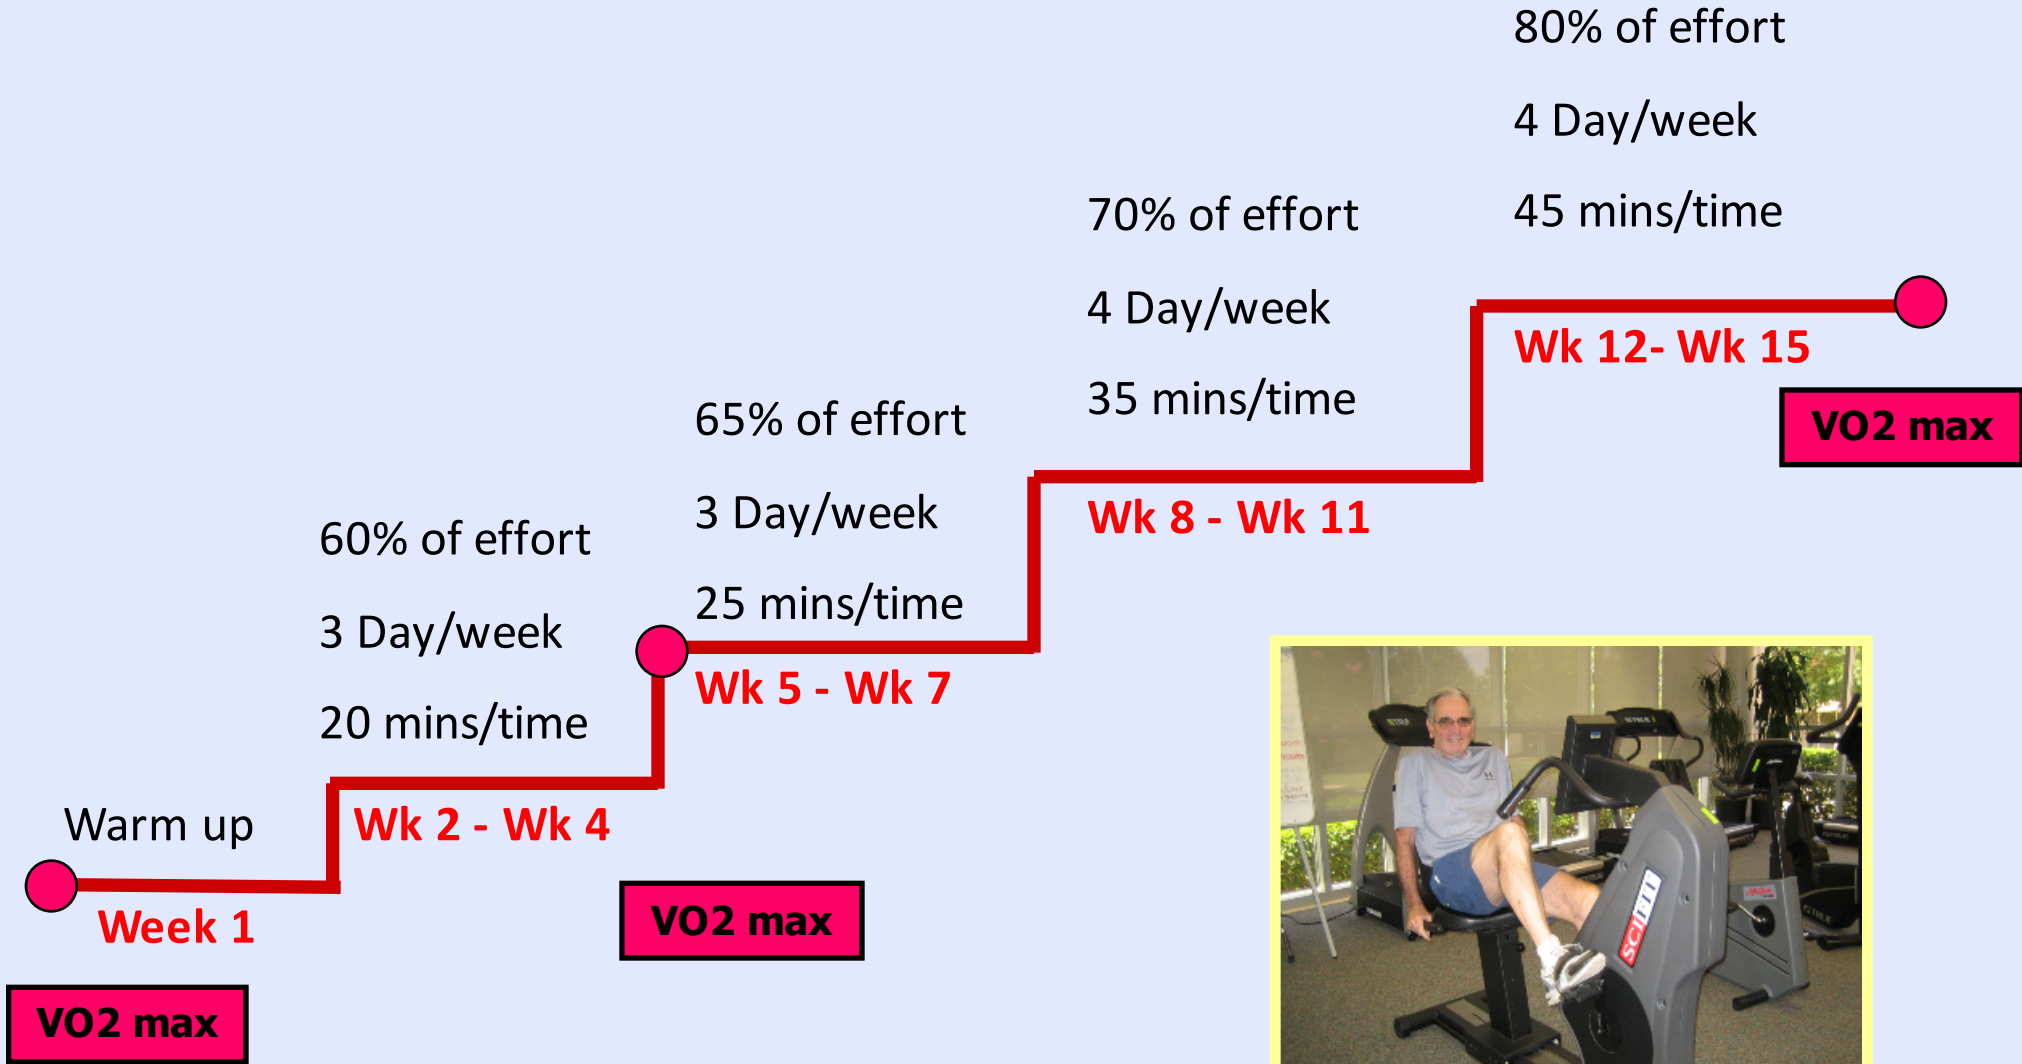 Warm up
Week 1
VO2 max
60% of effort
3 Day/week
20 mins/time
Wk 2 - Wk 4
VO2 max
65% of effort
3 Day/week
25 mins/time
Wk 5 - Wk 7
70% of effort
4 Day/week
35 mins/time
Wk 8 - Wk 11
80% of effort
4 Day/week
45 mins/time
Wk 12- Wk 15
VO2 max
SCIFIT
TRUE